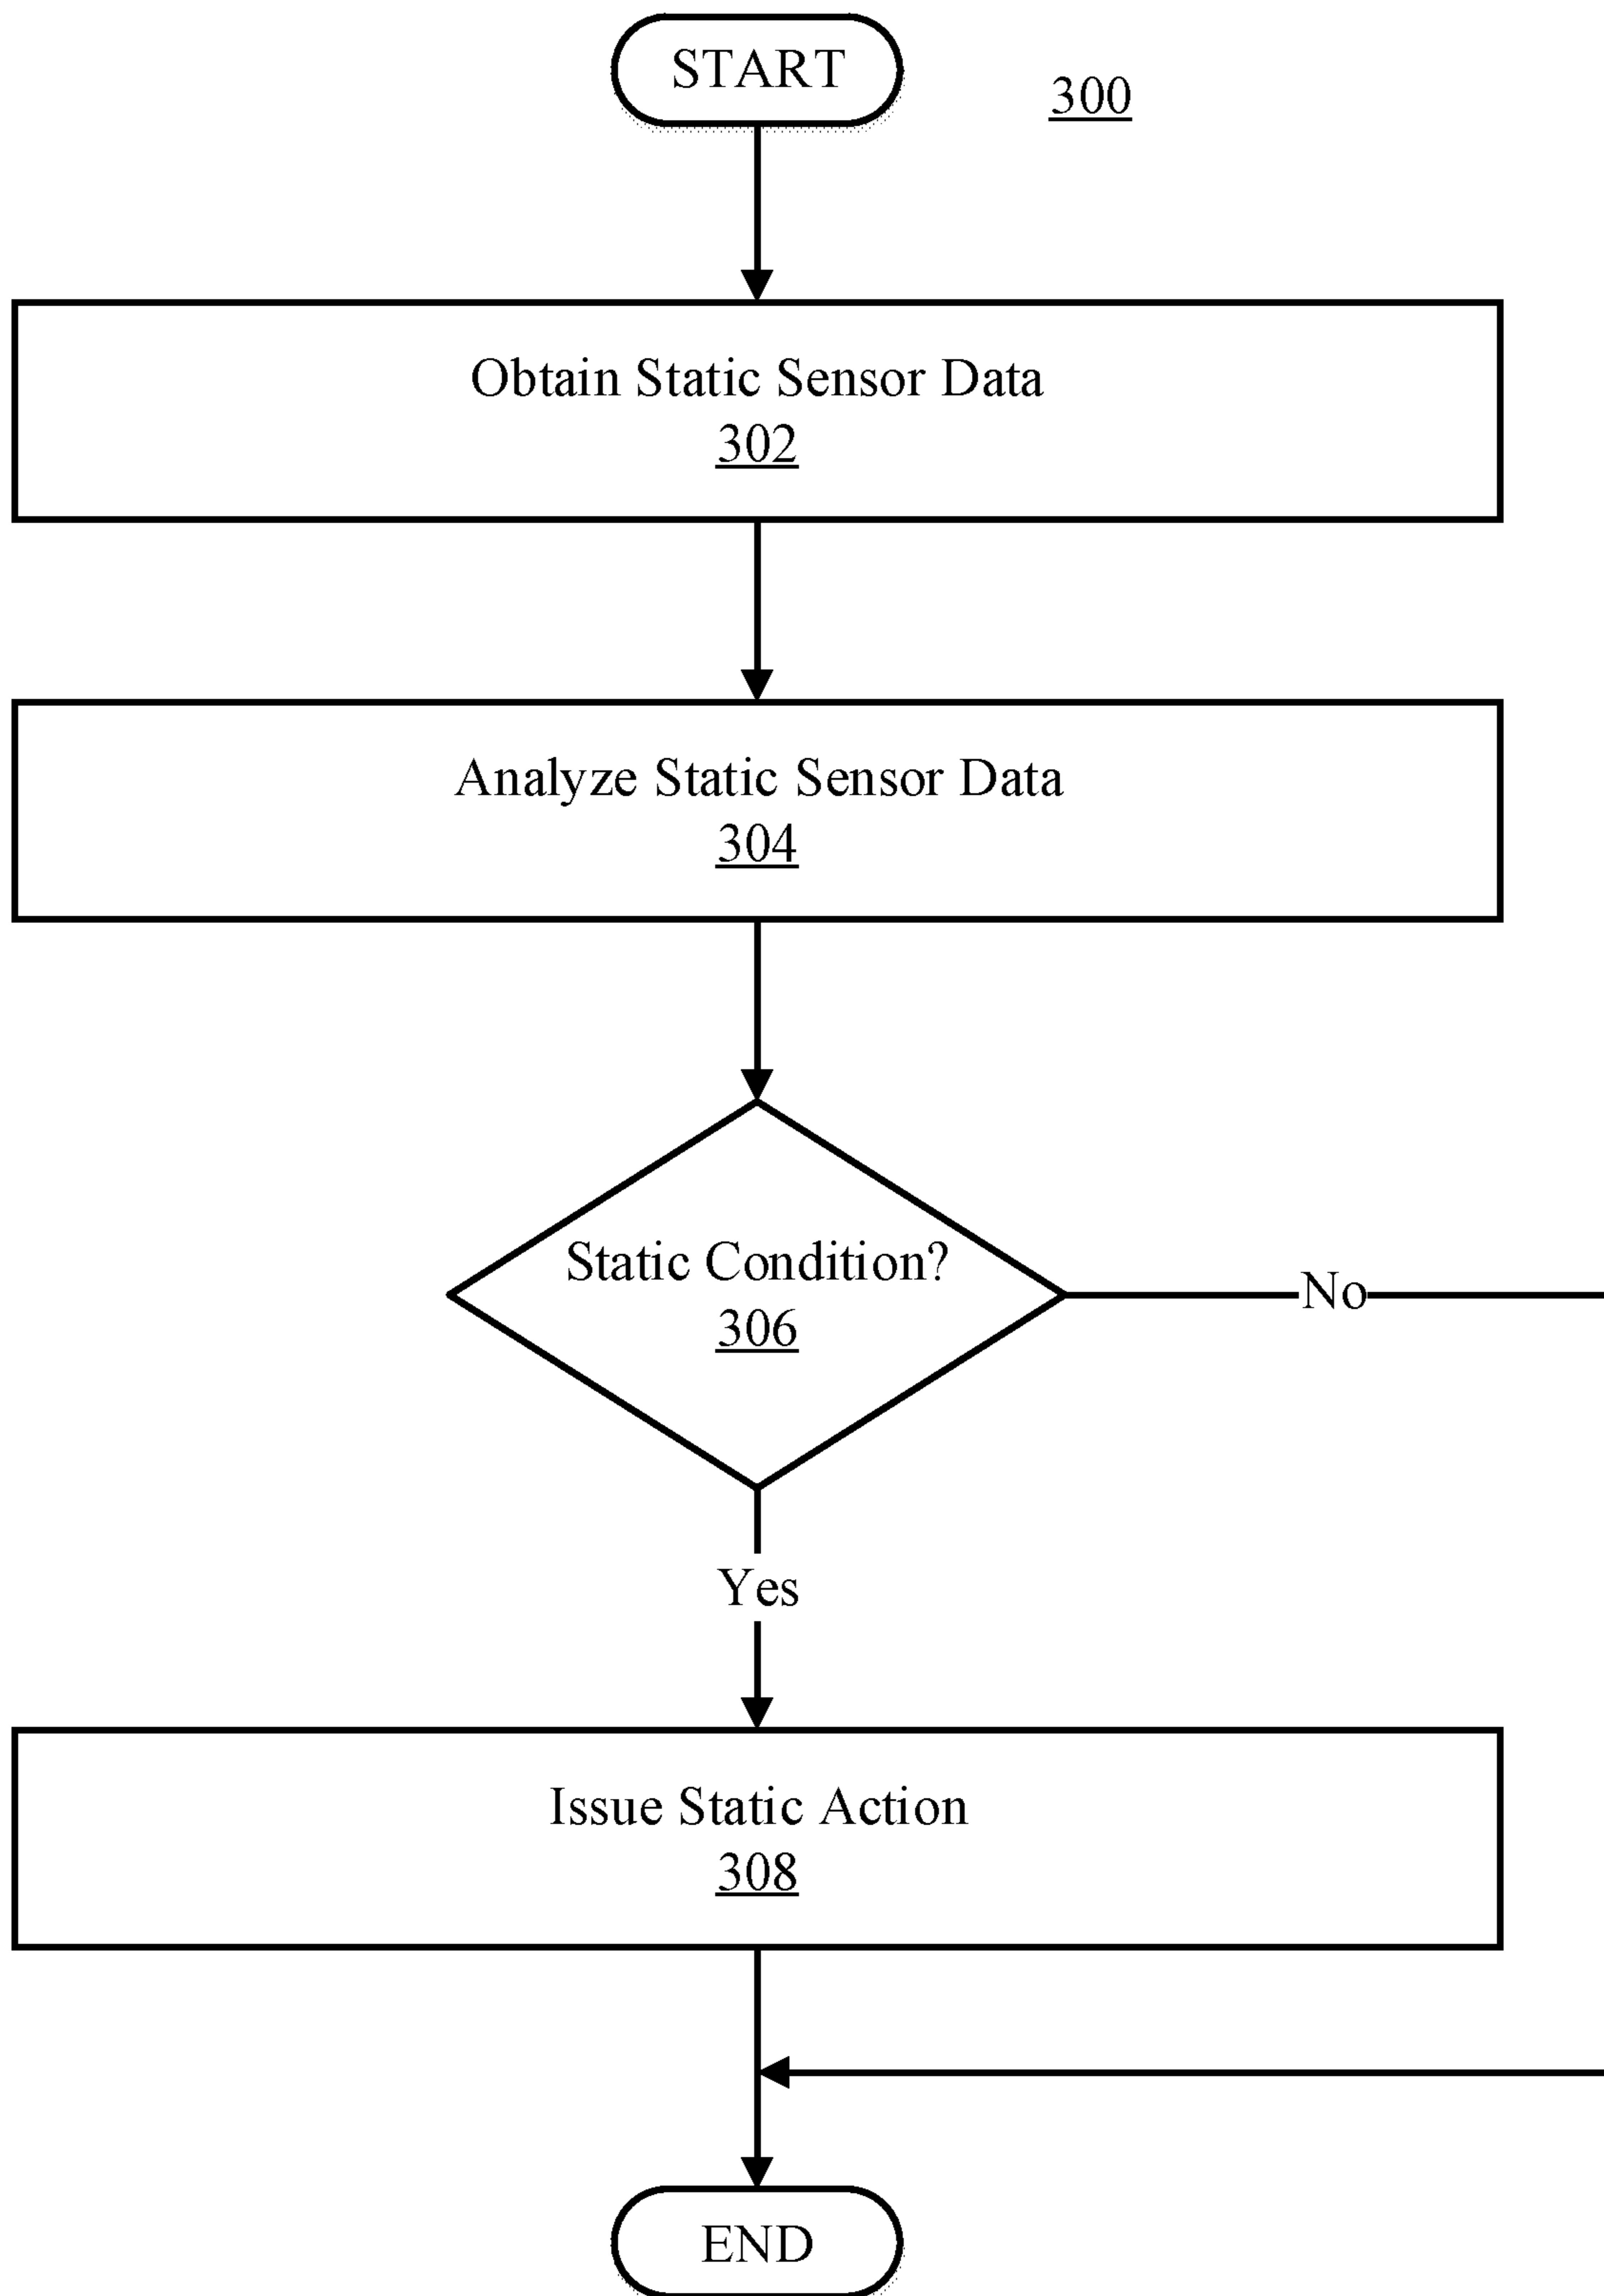 START
300
Obtain Static Sensor Data
302
Analyze Static Sensor Data
304
Static Condition?
306
No
Yes
Issue Static Action
308
END